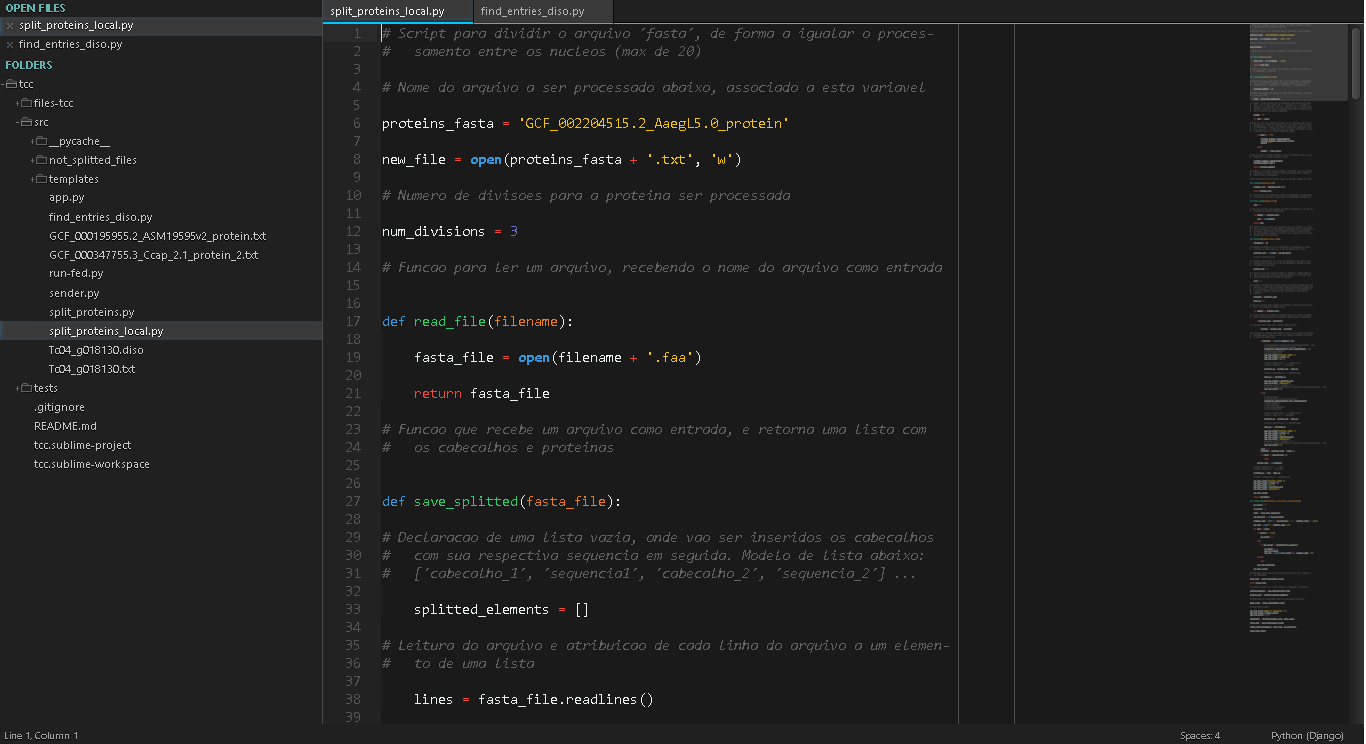 OPEN FILES
split_proteins_local.py
find_entries_diso.py
FOLDERS
tcc
files-tcc
src
__pycache__
not_splitted_files
templates
app.py
find_entries_diso.py
GCF_000195955.2_ASM19595v2_protein.txt
GCF_000347755.3_Ccap_2.1_protein_2.txt
run-fed.py
sender.py
split_proteins.py
split_proteins_local.py
Tc04_g018130.diso
Tc04_g018130.txt
tests
.gitignore
README.md
tcc.sublime-project
tcc.sublime-workspace
split_proteins_local.py find_entries_diso.py
1 # Script para dividir o arquivo 'fasta', de forma a igualar o proces-
2 #   samento entre os nucleos (max de 20)
3
4 # Nome do arquivo a ser processado abaixo, associado a esta variavel
5
6 proteins_fasta = 'GCF_002204515.2_AaegL5.0_protein'
7
8 new_file = open(proteins_fasta + '.txt', 'w')
9
10 # Numero de divisoes para a proteina ser processada
11
12 num_divisions = 3
13
14 # Funcao para ler um arquivo, recebendo o nome do arquivo como entrada
15
16
17 def read_file(filename):
18
19     fasta_file = open(filename + '.faa')
20
21     return fasta_file
22
23 # Funcao que recebe um arquivo como entrada, e retorna uma lista com
24 #   os cabecalhos e proteinas
25
26
27 def save_splitted(fasta_file):
28
29 # Declaracao de uma lista vazia, onde vao ser inseridos os cabecalhos
30 #   com sua respectiva sequencia em seguida. Modelo de lista abaixo:
31 #   ['cabecalho_1', 'sequencia1', 'cabecalho_2', 'sequencia_2'] ...
32
33     splitted_elements = []
34
35 # Leitura do arquivo e atribuicao de cada linha do arquivo a um elemen-
36 #   to de uma lista
37
38     lines = fasta_file.readlines()
39
Line 1, Column 1
Spaces: 4
Python (Django)